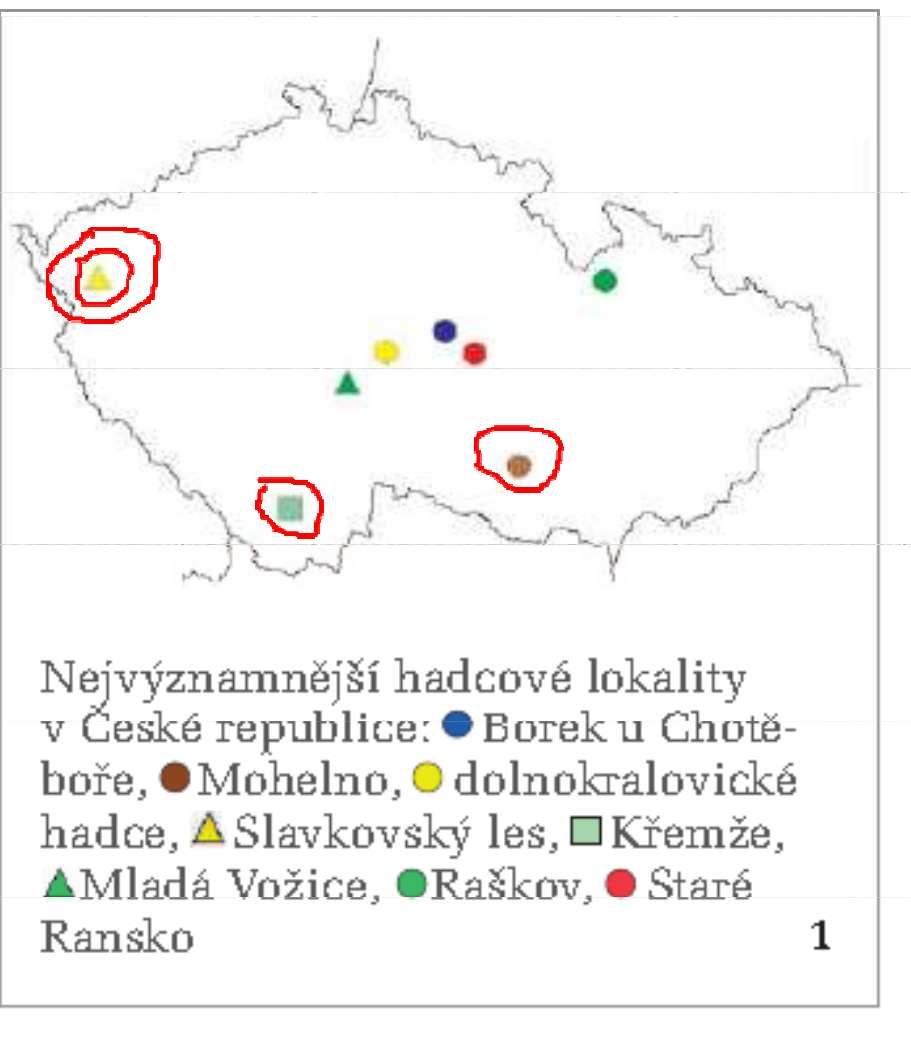 Nejvýznamnější hadcové lokality
v České republice: Borek u Chotě-
boře, Mohelno, dolnokralovické
hadce, Slavkovský les, Křemže,
Mladá Vožice, Raškov, Staré
Ransko 1